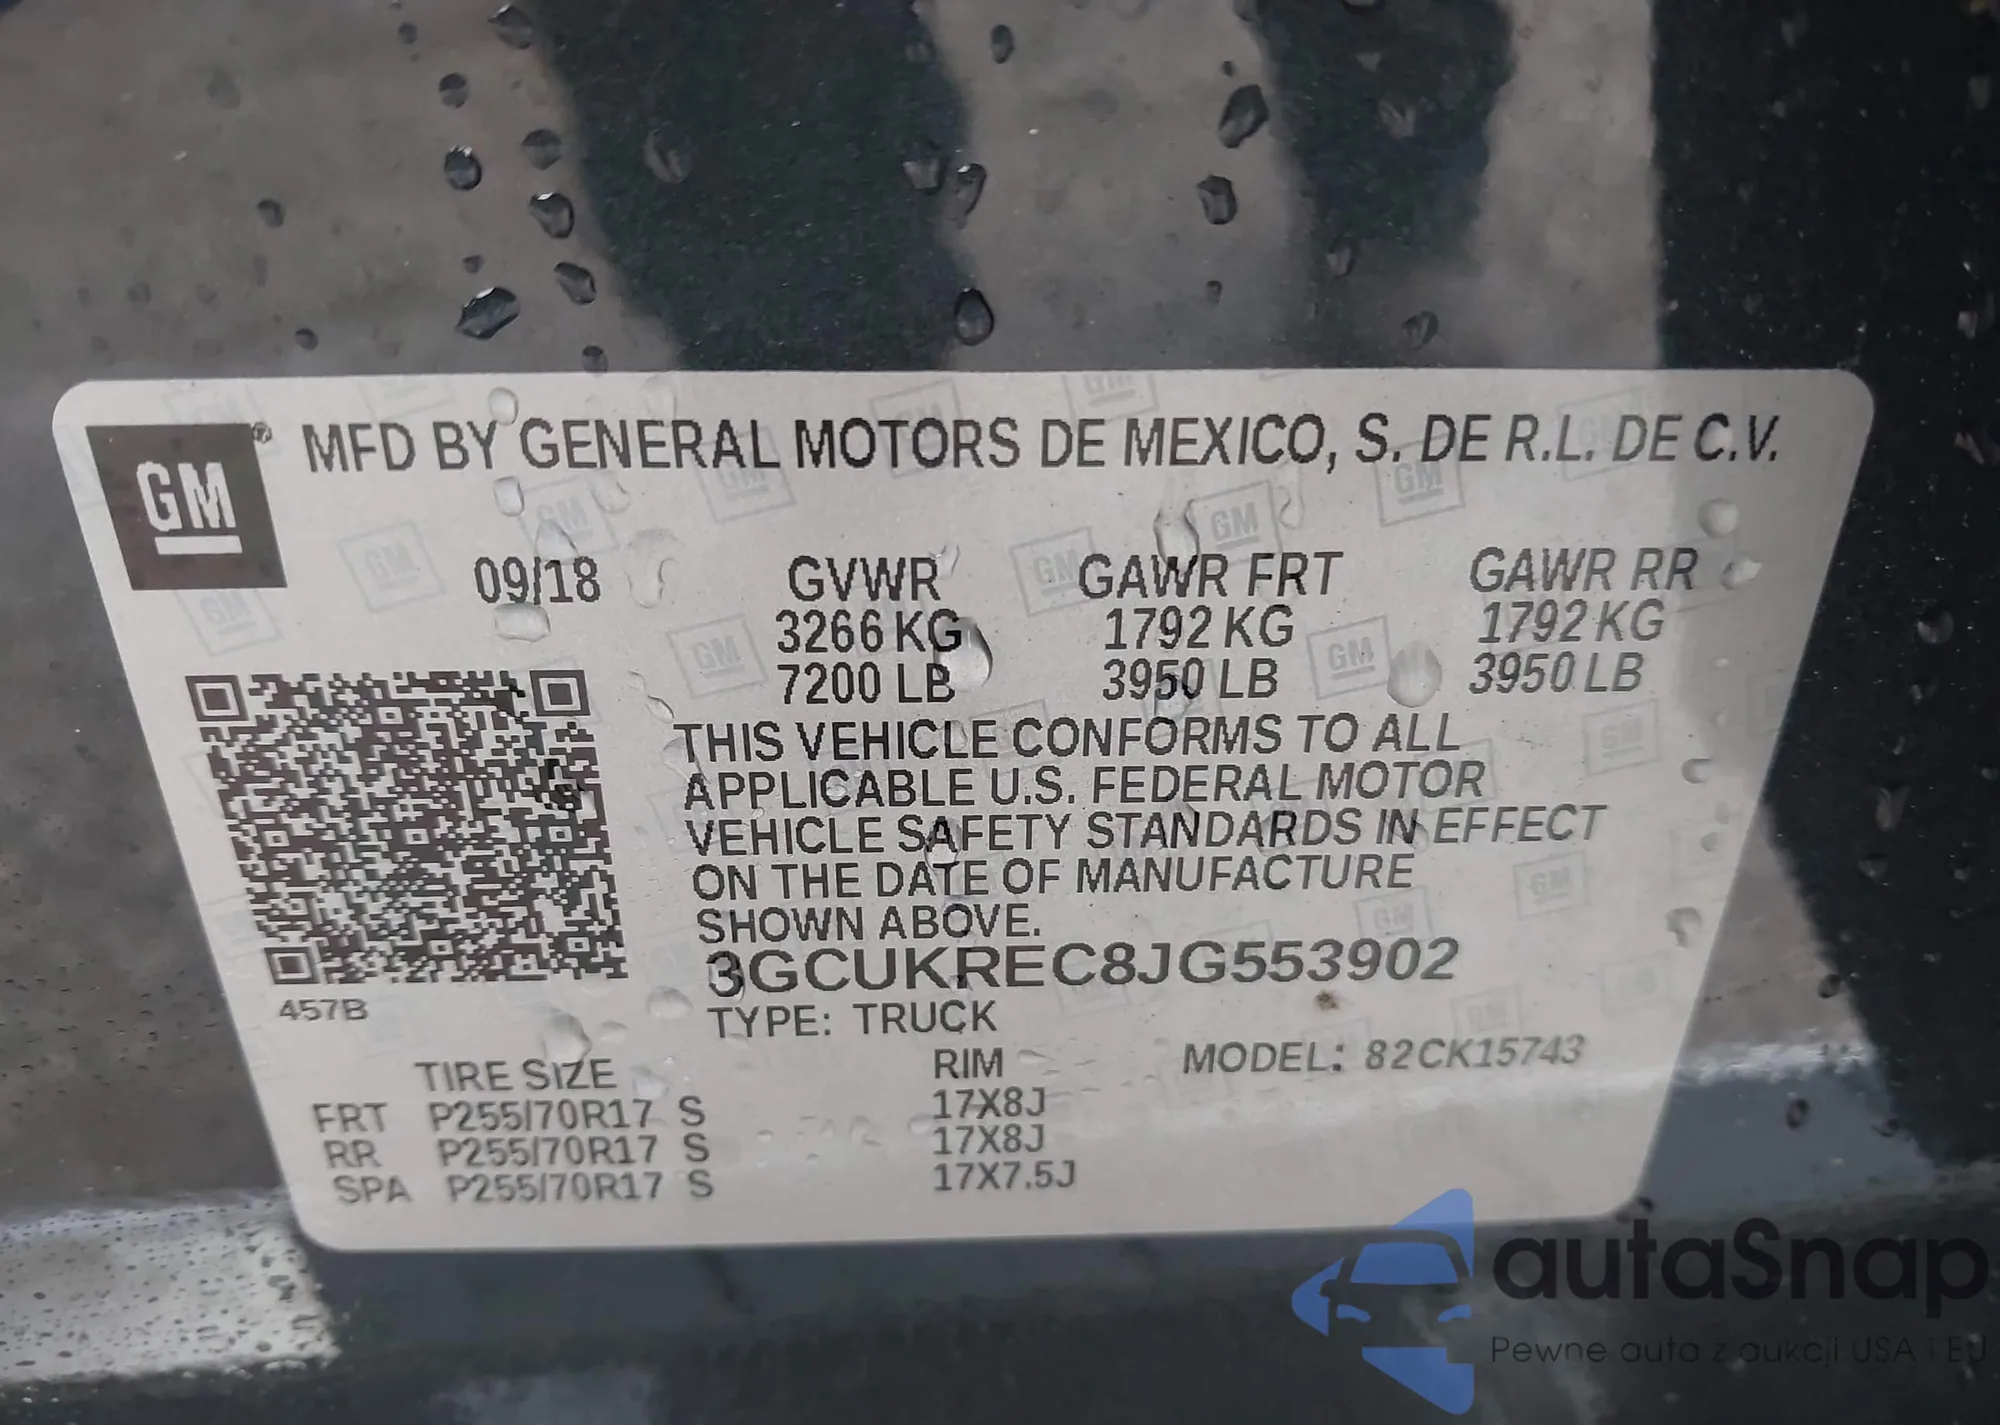 GM ® MFD BY GENERAL MOTORS DE MEXICO, S. DE R.L. DE C.V.
09/18 GVWR GAWR FRT GAWR RR
3266 KG 1792 KG 1792 KG
7200 LB 3950 LB 3950 LB
THIS VEHICLE CONFORMS TO ALL
APPLICABLE U.S. FEDERAL MOTOR
VEHICLE SAFETY STANDARDS IN EFFECT
ON THE DATE OF MANUFACTURE
SHOWN ABOVE.
3GCUKREC8JG553902
457B
TYPE: TRUCK
TIRE SIZE RIM MODEL: 82CK15743
FRT P255/70R17 S 17X8J
RR P255/70R17 S 17X8J
SPA P255/70R17 S 17X7.5J
autaSnap
Pewne auta z aukcji USA i EU